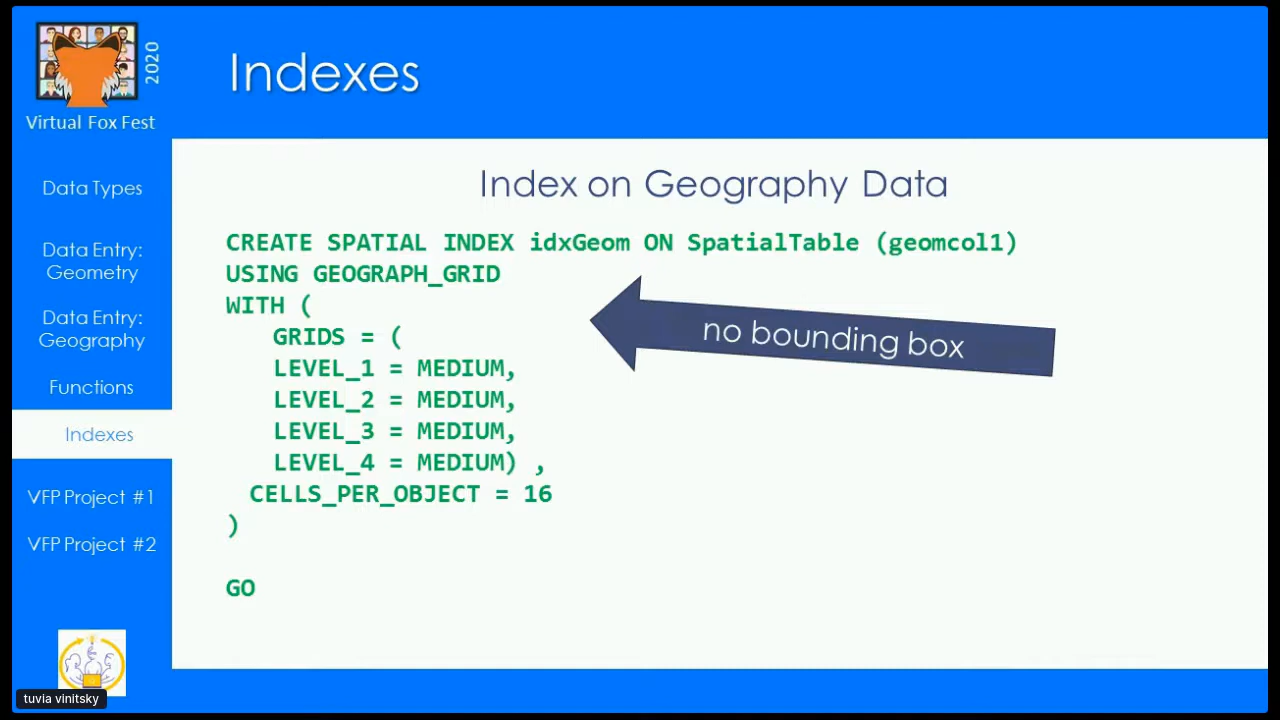 2020
Virtual Fox Fest
Indexes
Data Types
Data Entry:
Geometry
Data Entry:
Geography
Functions
Indexes
VFP Project #1
VFP Project #2
Index on Geography Data
CREATE SPATIAL INDEX idxGeom ON SpatialTable (geomcol1)
USING GEOGRAPH_GRID
WITH (
GRIDS = (
LEVEL_1 = MEDIUM,
LEVEL_2 = MEDIUM,
LEVEL_3 = MEDIUM,
LEVEL_4 = MEDIUM) ,
CELLS_PER_OBJECT = 16
)
GO
no bounding box
tuvia vinitsky